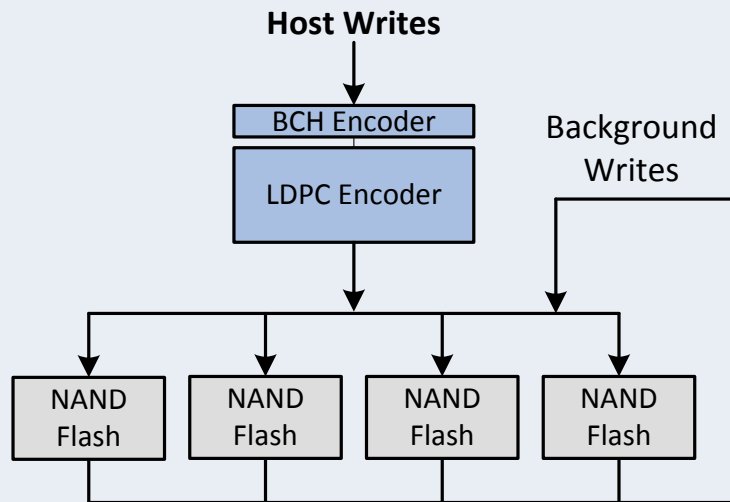 Host Writes
BCH Encoder
Background
Writes
LDPC Encoder
NAND
Flash
NAND
Flash
NAND
Flash
NAND
Flash